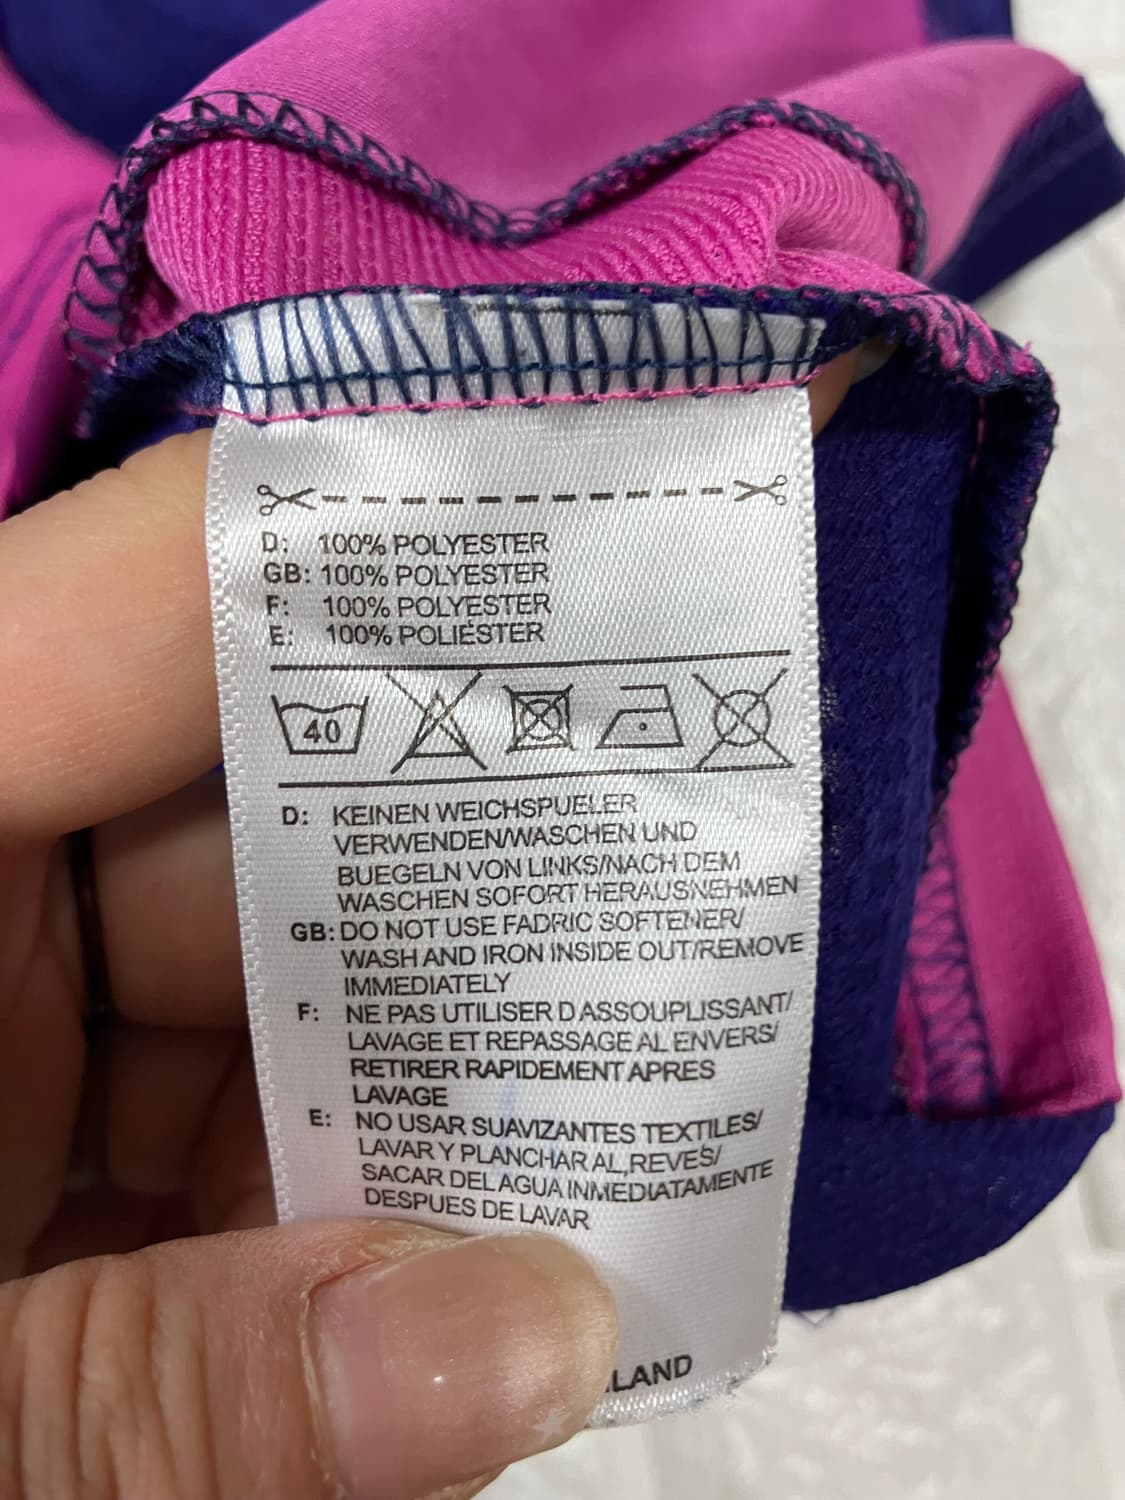 D: 100% POLYESTER
GB: 100% POLYESTER
F: 100% POLYESTER
E: 100% POLIÉSTER
40
D: KEINEN WEICHSPUELER
VERWENDEN/WASCHEN UND
BUEGELN VON LINKS/NACH DEM
WASCHEN SOFORT HERAUSNEHMEN
GB: DO NOT USE FADRIC SOFTENER/
WASH AND IRON INSIDE OUT/REMOVE
IMMEDIATELY
F: NE PAS UTILISER D ASSOUPLISSANT/
LAVAGE ET REPASSAGE AL ENVERS/
RETIRER RAPIDEMENT APRES
LAVAGE
E: NO USAR SUAVIZANTES TEXTILES/
LAVAR Y PLANCHAR AL,REVES/
SACAR DEL AGUA INMEDIATAMENTE
DESPUES DE LAVAR
LAND